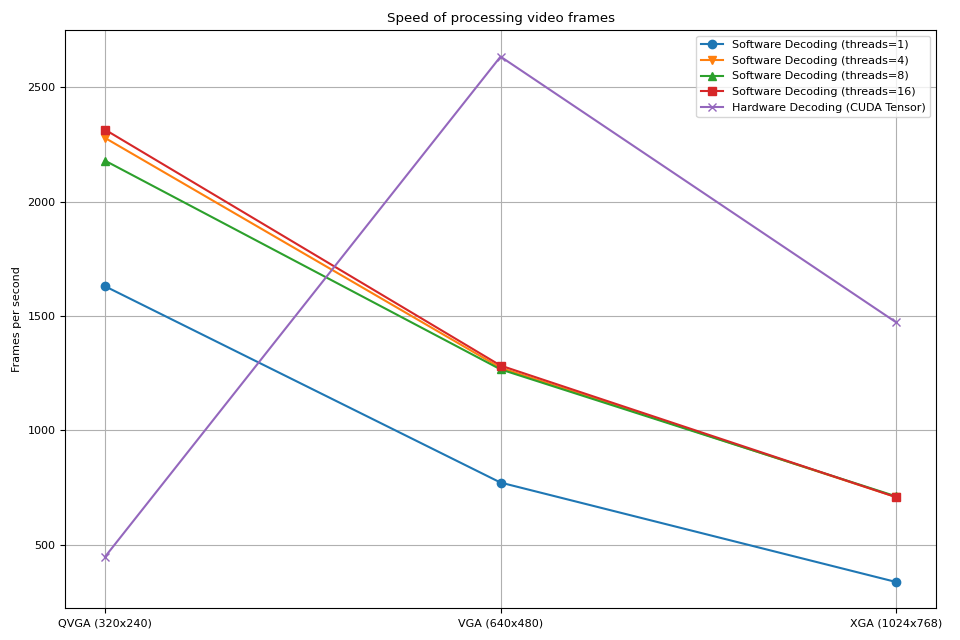 Speed of processing video frames
Software Decoding (threads=1)
Software Decoding (threads=4)
Software Decoding (threads=8)
Software Decoding (threads=16)
Hardware Decoding (CUDA Tensor)
Frames per second
2500
2000
1500
1000
500
QVGA (320x240)
VGA (640x480)
XGA (1024x768)